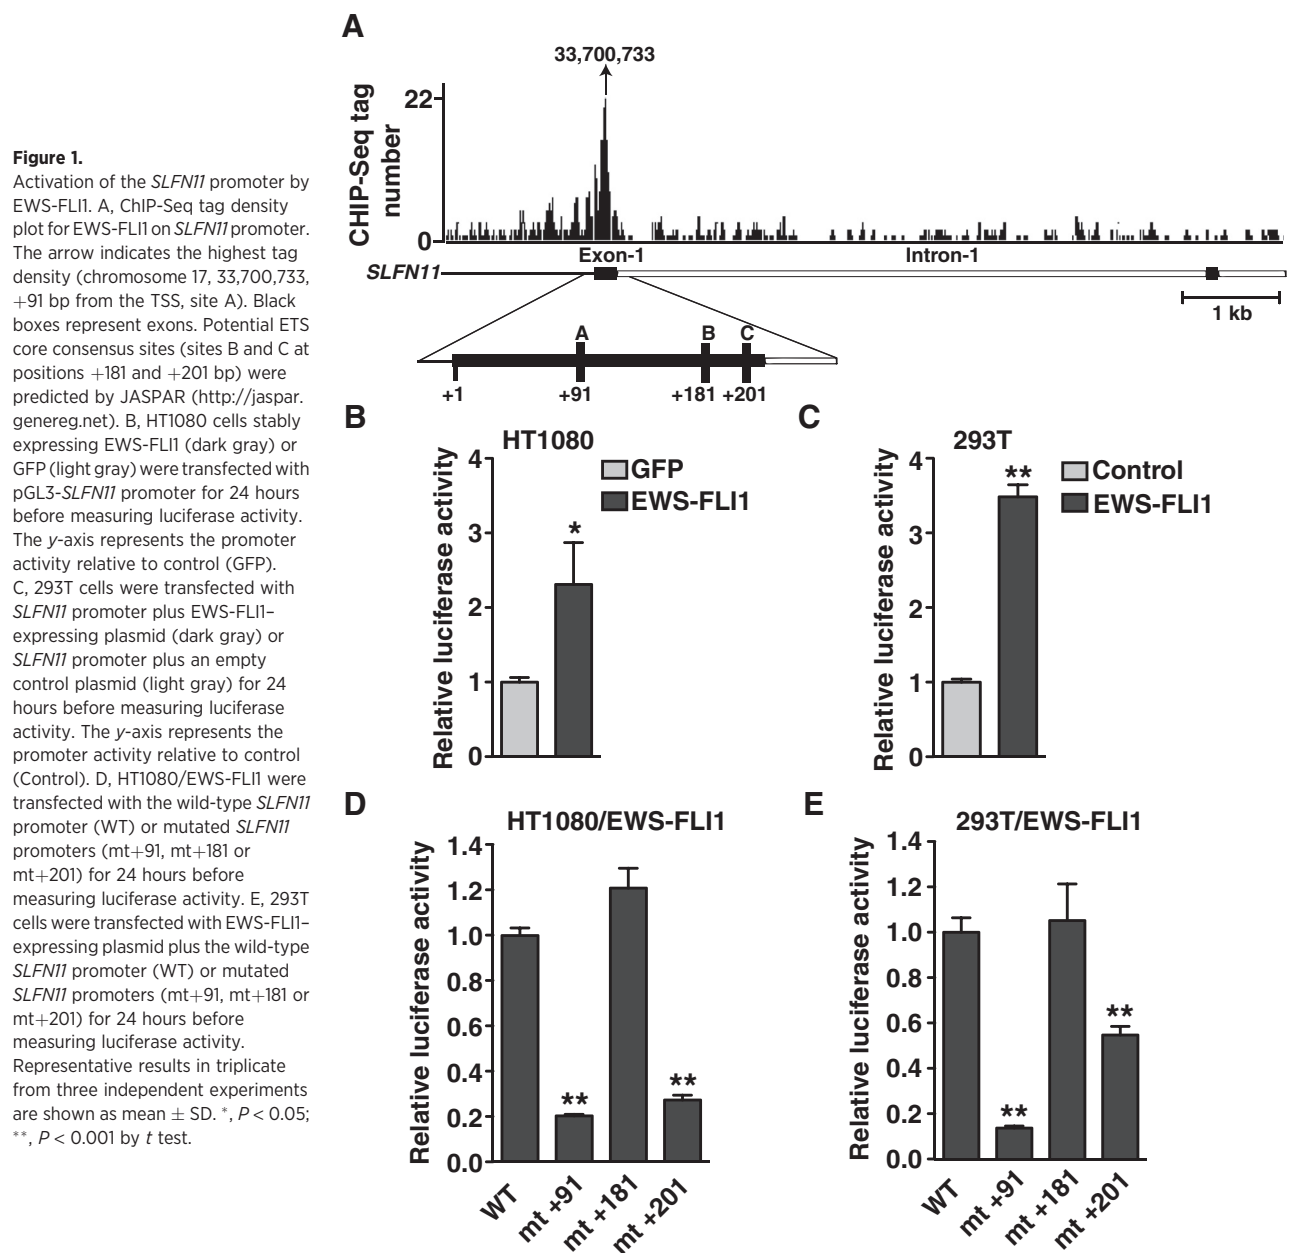 Figure 1.
Activation of the SLFN11 promoter by
EWS-FLI1. A, ChIP-Seq tag density
plot for EWS-FLI1 on SLFN11 promoter.
The arrow indicates the highest tag
density (chromosome 17, 33,700,733,
+91 bp from the TSS, site A). Black
boxes represent exons. Potential ETS
core consensus sites (sites B and C at
positions +181 and +201 bp) were
predicted by JASPAR (http://jaspar.
genereg.net). B, HT1080 cells stably
expressing EWS-FLI1 (dark gray) or
GFP (light gray) were transfected with
pGL3-SLFN11 promoter for 24 hours
before measuring luciferase activity.
The y-axis represents the promoter
activity relative to control (GFP).
C, 293T cells were transfected with
SLFN11 promoter plus EWS-FLI1–
expressing plasmid (dark gray) or
SLFN11 promoter plus an empty
control plasmid (light gray) for 24
hours before measuring luciferase
activity. The y-axis represents the
promoter activity relative to control
(Control). D, HT1080/EWS-FLI1 were
transfected with the wild-type SLFN11
promoter (WT) or mutated SLFN11
promoters (mt+91, mt+181 or
mt+201) for 24 hours before
measuring luciferase activity. E, 293T
cells were transfected with EWS-FLI1–
expressing plasmid plus the wild-type
SLFN11 promoter (WT) or mutated
SLFN11 promoters (mt+91, mt+181 or
mt+201) for 24 hours before
measuring luciferase activity.
Representative results in triplicate
from three independent experiments
are shown as mean ± SD. *, P < 0.05;
**, P < 0.001 by t test.
A
33,700,733
CHIP-Seq tag
number
22
0
Exon-1
Intron-1
SLFN11
1 kb
A
B
C
+1
+91
+181
+201
B
HT1080
Relative luciferase activity
4
3
2
1
0
*
GFP
EWS-FLI1
C
293T
Relative luciferase activity
4
3
2
1
0
**
Control
EWS-FLI1
D
HT1080/EWS-FLI1
Relative luciferase activity
1.4
1.2
1.0
0.8
0.6
0.4
0.2
0.0
**
**
WT
mt +91
mt +181
mt +201
E
293T/EWS-FLI1
Relative luciferase activity
1.4
1.2
1.0
0.8
0.6
0.4
0.2
0.0
**
**
WT
mt +91
mt +181
mt +201